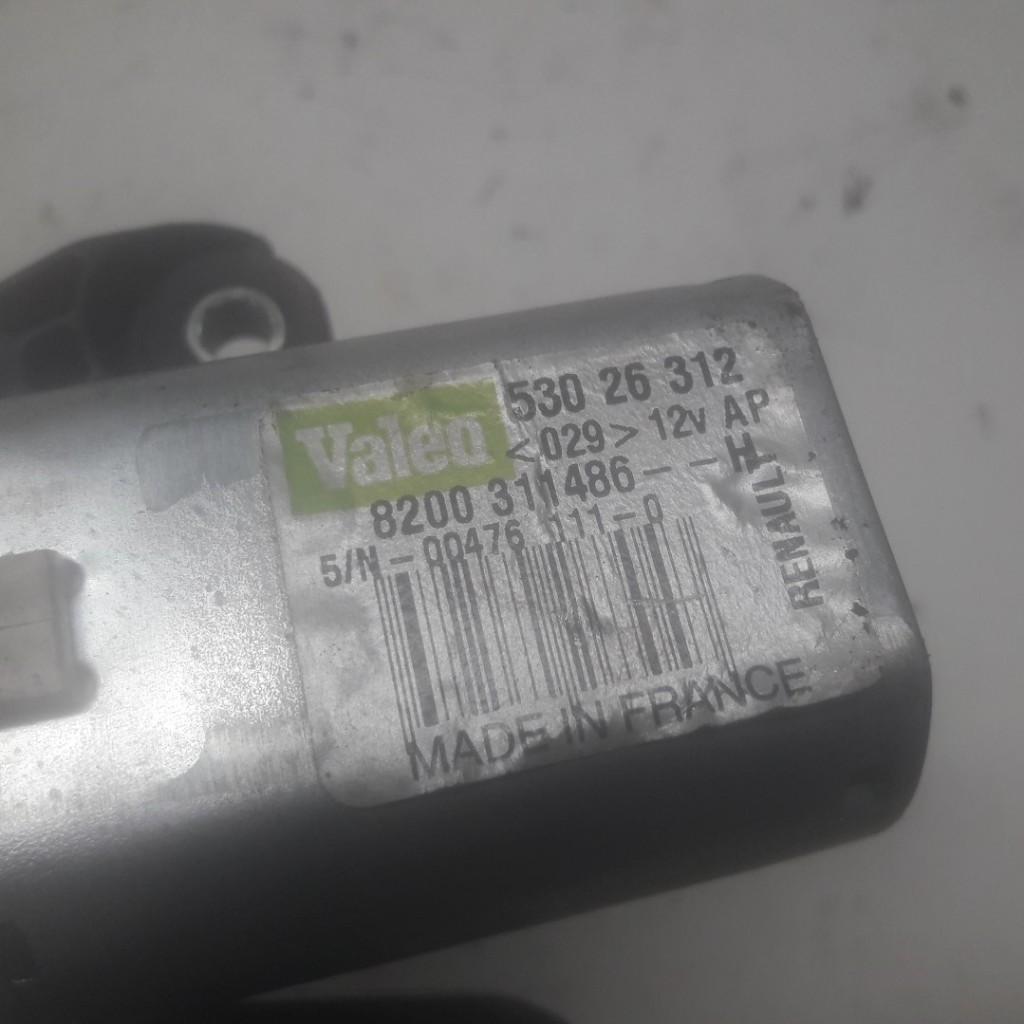 Valeo
530 26 312
<029> 12v AP
8200 311486--H
S/N-00476 111-0
RENAULT
MADE IN FRANCE